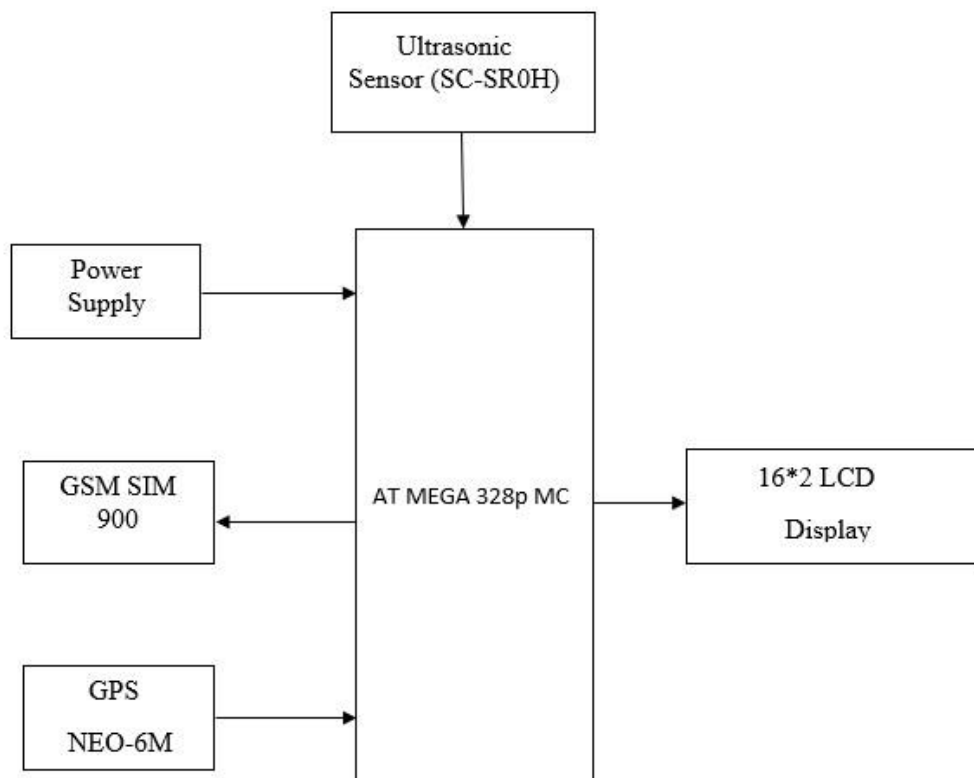 Ultrasonic
Sensor (SC-SR0H)
Power
Supply
GSM SIM
900
AT MEGA 328p MC
16*2 LCD
Display
GPS
NEO-6M